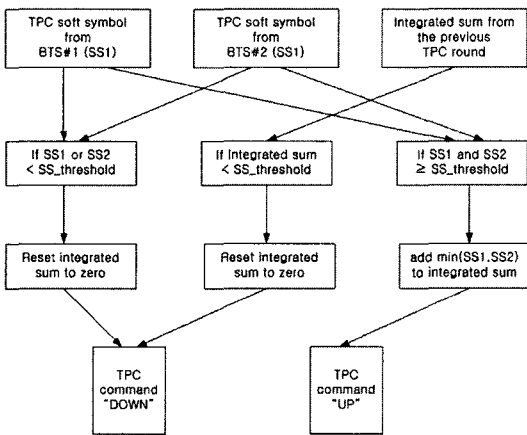 TPC soft symbol
from
BTS#1 (SS1)
TPC soft symbol
from
BTS#2 (SS1)
Integrated sum from
the previous
TPC round
If SS1 or SS2
< SS_threshold
If Integrated sum
< SS_threshold
If SS1 and SS2
≥ SS_threshold
Reset integrated
sum to zero
Reset integrated
sum to zero
add min(SS1,SS2)
to integrated sum
TPC
command
"DOWN"
TPC
command
"UP"